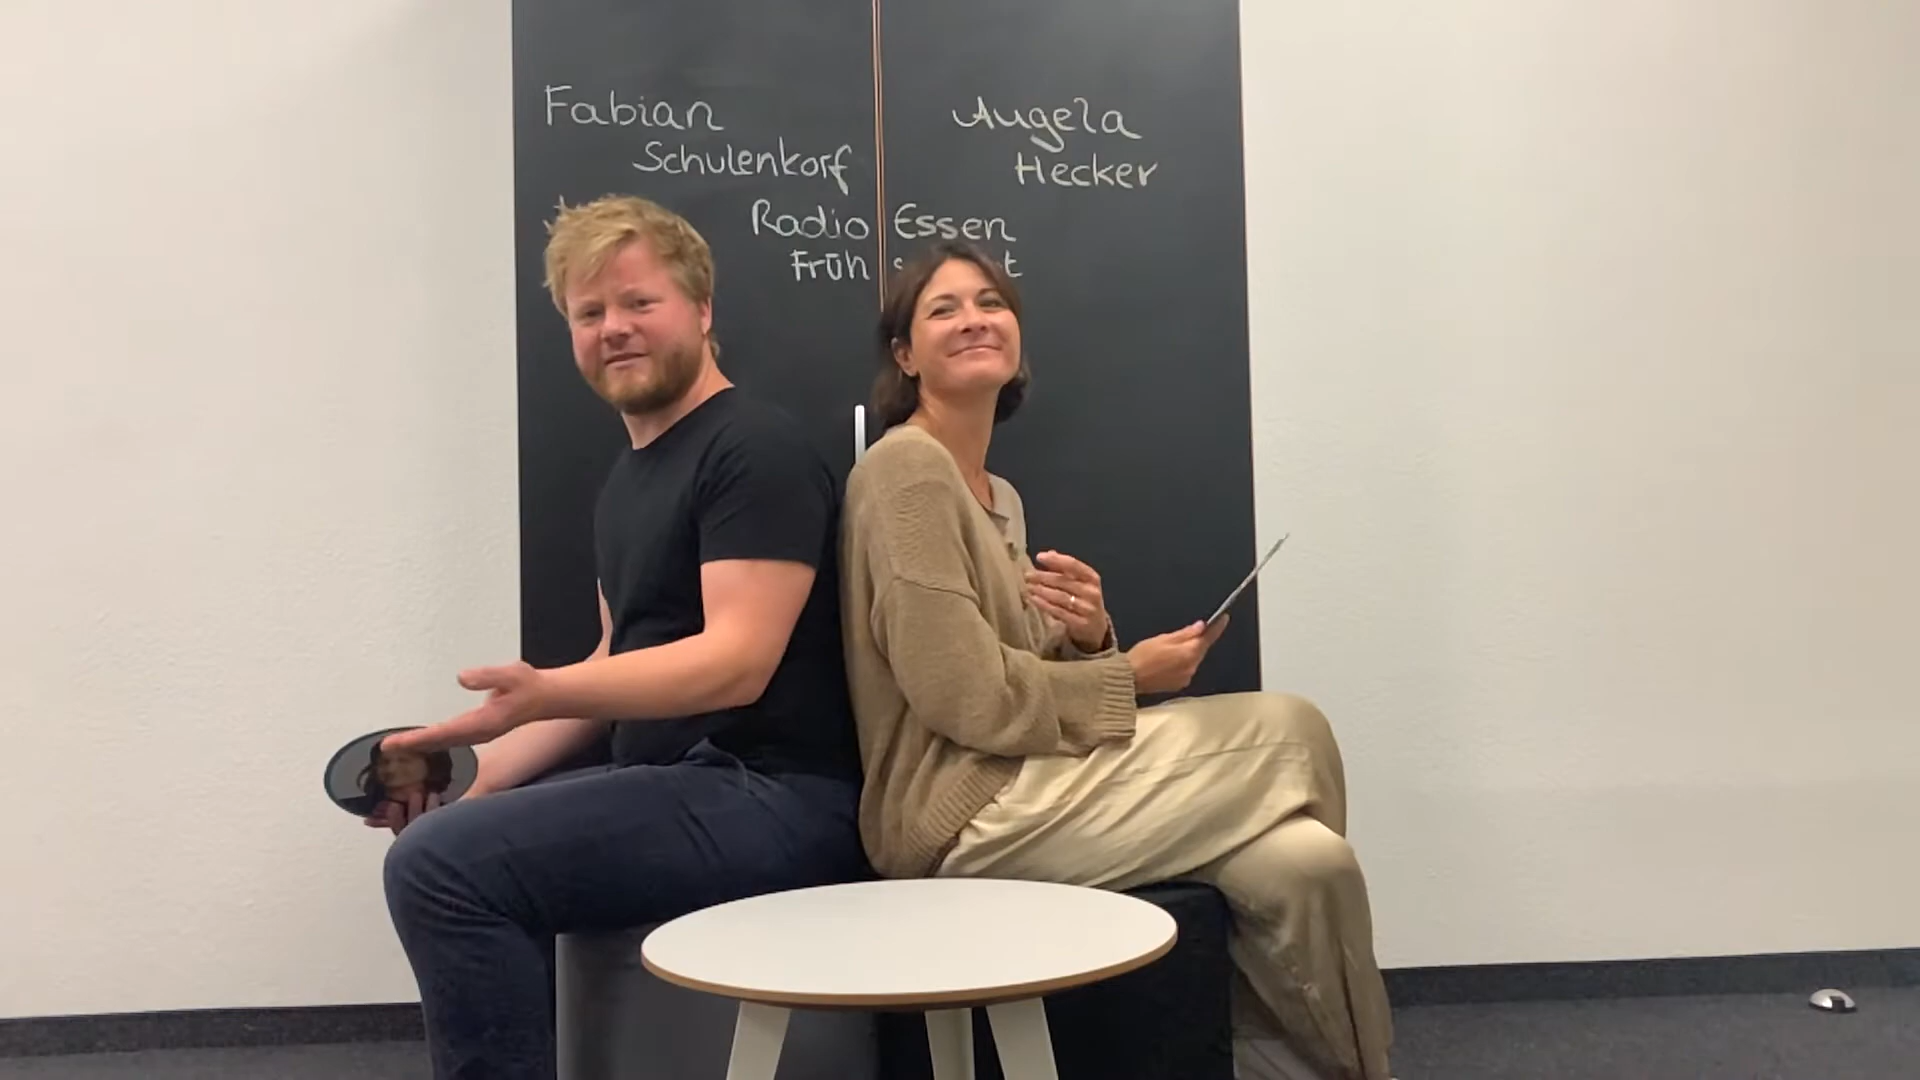 Fabian
Schulenkorf
Angela
Hecker
Radio Essen
Früh